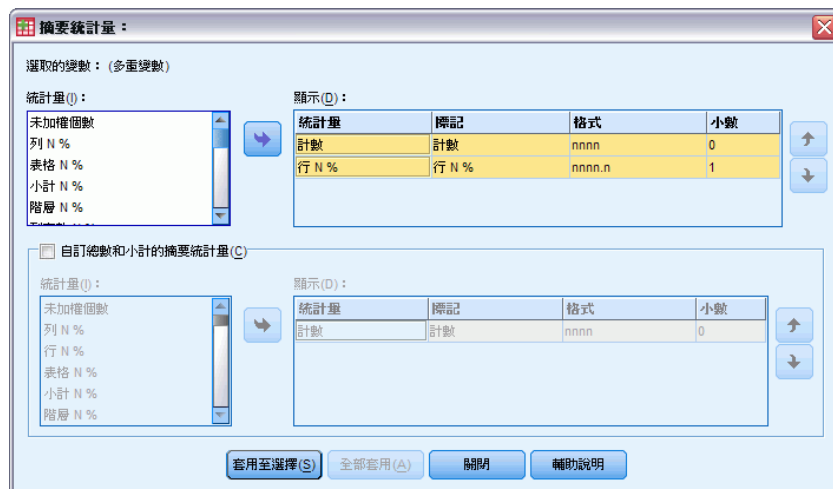 摘要統計量：
選取的變數： (多重變數)
統計量(I)：
未加權個數
列 N %
表格 N %
小計 N %
階層 N %
顯示(D)：
統計量 標記 格式 小數
計數 計數 nnnn 0
行 N % 行 N % nnnn.n 1
自訂總數和小計的摘要統計量(C)
統計量(I)：
未加權個數
列 N %
行 N %
表格 N %
小計 N %
階層 N %
顯示(D)：
統計量 標記 格式 小數
計數 計數 nnnn 0
套用至選擇(S) 全部套用(A) 關閉 輔助說明